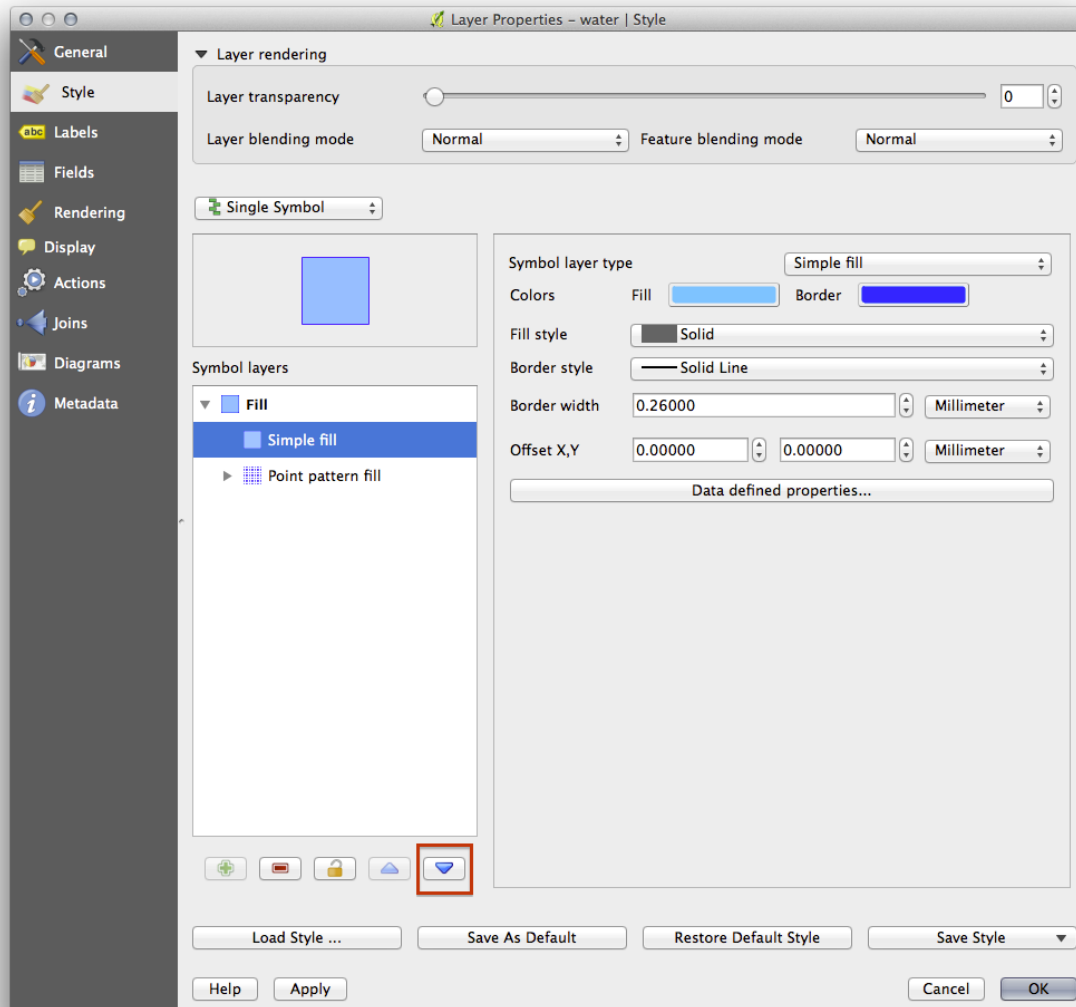 Layer Properties - water | Style
General
Style
abc Labels
Fields
Rendering
Display
Actions
Joins
Diagrams
i Metadata
Layer rendering
Layer transparency 0
Layer blending mode Normal Feature blending mode Normal
Single Symbol
Symbol layers
Fill
Simple fill
Point pattern fill
Symbol layer type Simple fill
Colors Fill Border
Fill style Solid
Border style Solid Line
Border width 0.26000 Millimeter
Offset X,Y 0.00000 0.00000 Millimeter
Data defined properties...
Load Style ... Save As Default Restore Default Style Save Style
Help Apply Cancel OK